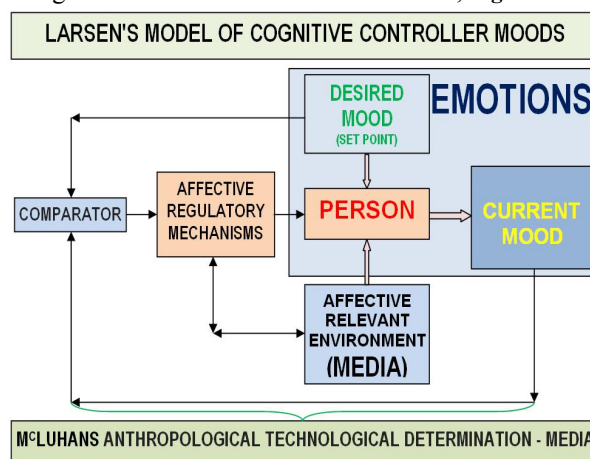 LARSEN'S MODEL OF COGNITIVE CONTROLLER MOODS
DESIRED
MOOD
(SET POINT)
EMOTIONS
COMPARATOR
AFFECTIVE
REGULATORY
MECHANISMS
PERSON
CURRENT
MOOD
AFFECTIVE
RELEVANT
ENVIRONMENT
(MEDIA)
MCLUHANS ANTHROPOLOGICAL TECHNOLOGICAL DETERMINATION - MEDIA